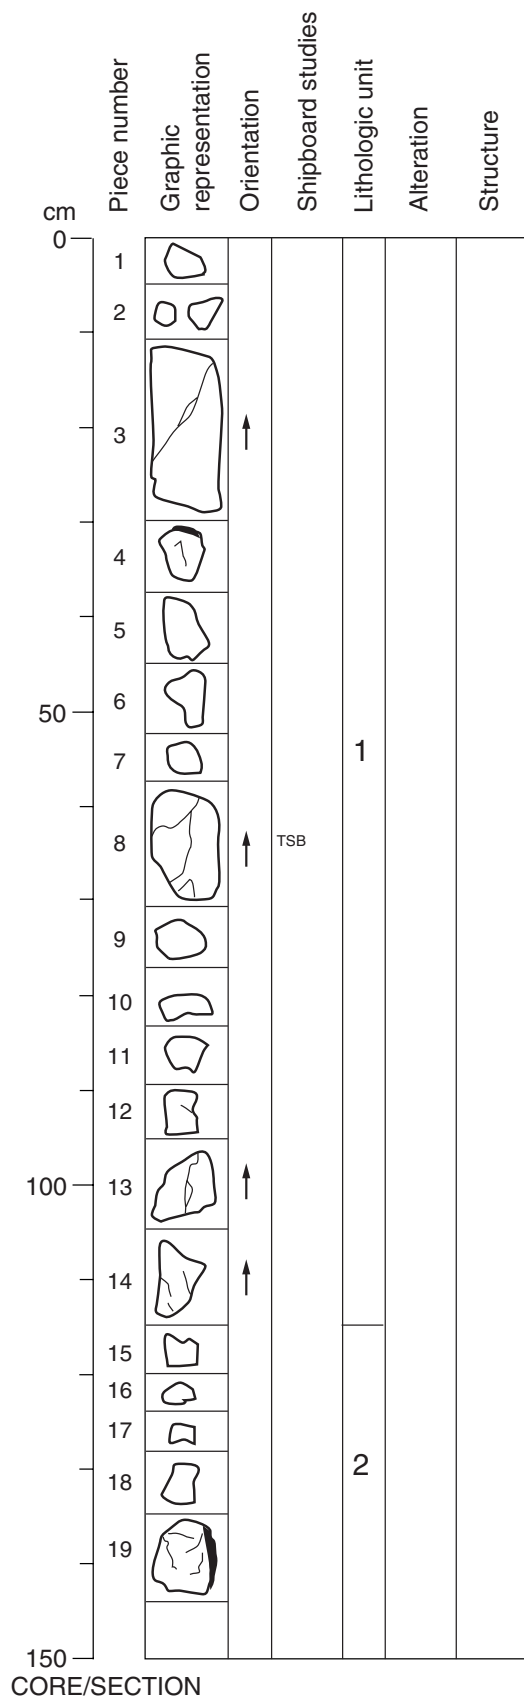 cm
Piece number
Graphic
representation
Orientation
Shipboard studies
Lithologic unit
Alteration
Structure
0
1
2
3
4
5
6
50
7
1
8
TSB
9
10
11
12
100
13
14
15
16
17
2
18
19
150
CORE/SECTION